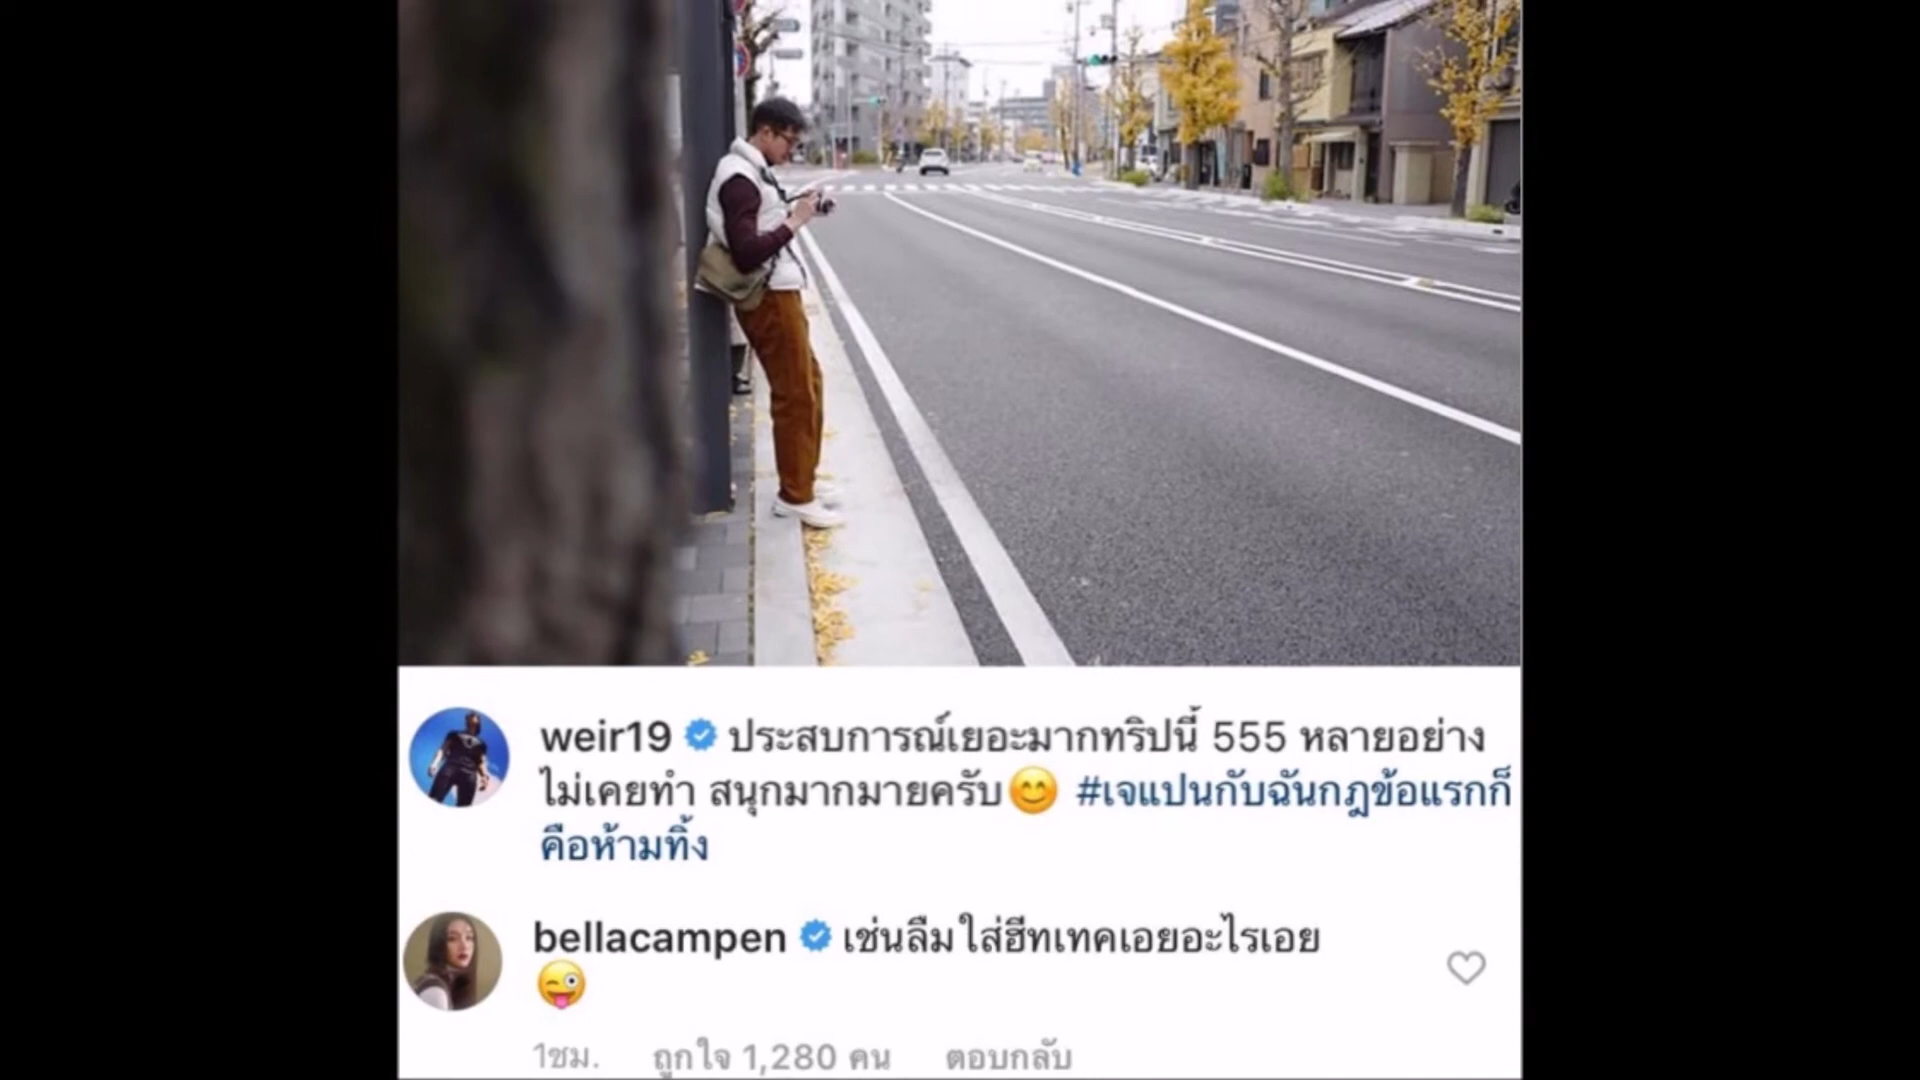 weir19 ประสบการณ์เยอะมากทริปนี้ 555 หลายอย่าง
ไม่เคยทำ สนุกมากมายครับ😊 #เจแปนกับฉันกฎข้อแรกก็
คือห้ามทิ้ง
bellacampen เช่นลืมใส่ฮีทเทคเอยอะไรเอย
😜
1ชม. ถูกใจ 1,280 คน ตอบกลับ